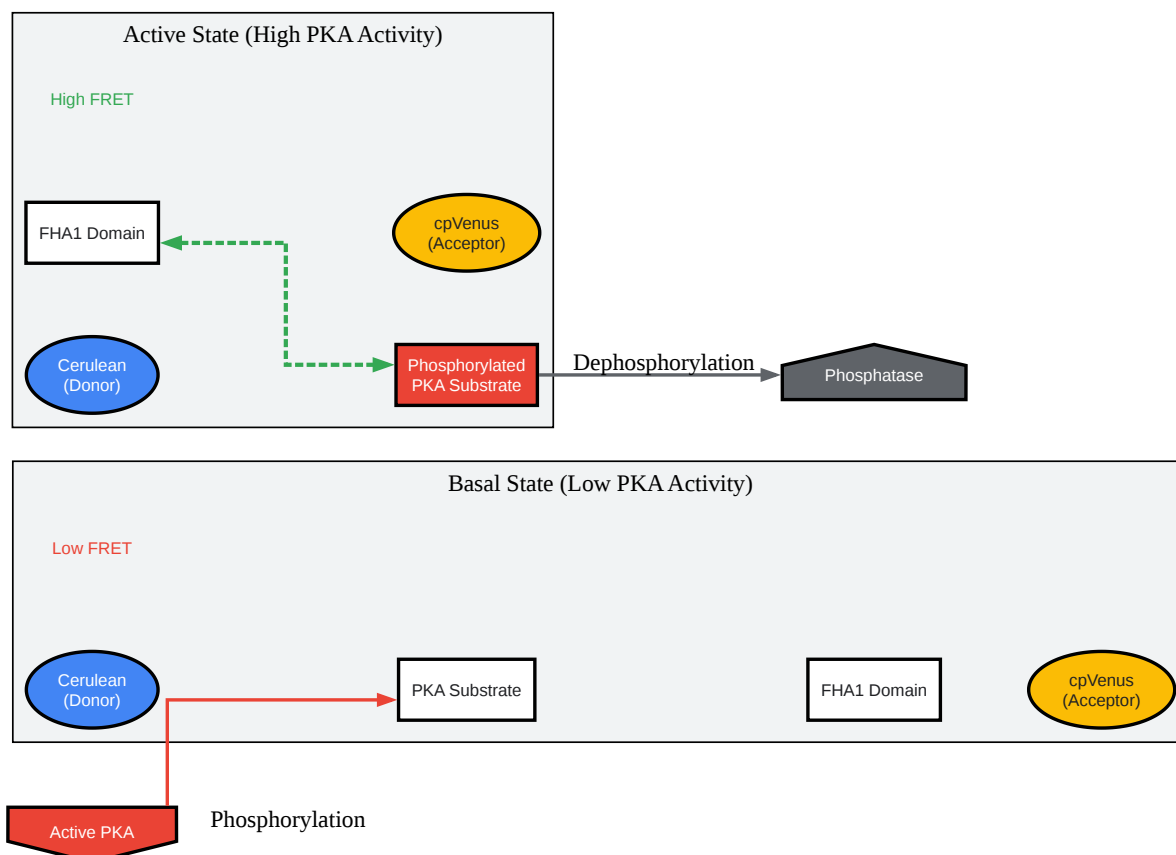 Active State (High PKA Activity)
High FRET
FHA1 Domain
cpVenus
(Acceptor)
Cerulean
(Donor)
Phosphorylated
PKA Substrate
Dephosphorylation
Phosphatase
Basal State (Low PKA Activity)
Low FRET
Cerulean
(Donor)
PKA Substrate
FHA1 Domain
cpVenus
(Acceptor)
Active PKA
Phosphorylation